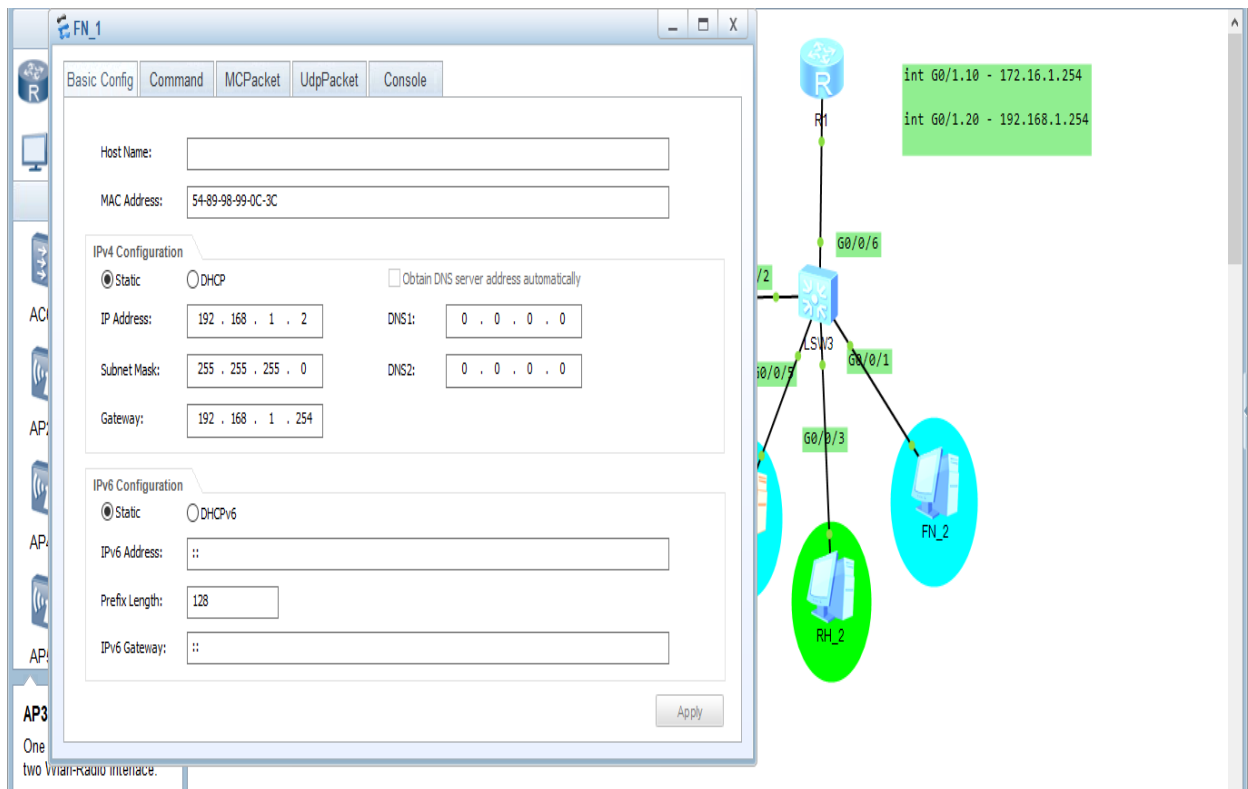 FN_1
Basic Config Command MCPacket UdpPacket Console
Host Name:
MAC Address: 54-89-98-99-0C-3C
IPv4 Configuration
Static DHCP Obtain DNS server address automatically
IP Address: 192 . 168 . 1 . 2 DNS1: 0 . 0 . 0 . 0
Subnet Mask: 255 . 255 . 255 . 0 DNS2: 0 . 0 . 0 . 0
Gateway: 192 . 168 . 1 . 254
IPv6 Configuration
Static DHCPv6
IPv6 Address: ::
Prefix Length: 128
IPv6 Gateway: ::
Apply
R
AP3
One
two Wlan-Radio interface.
R
R1
int G0/1.10 - 172.16.1.254
int G0/1.20 - 192.168.1.254
G0/0/6
/2
LSW3
G0/0/1
G0/0/5
G0/0/3
FN_2
RH_2